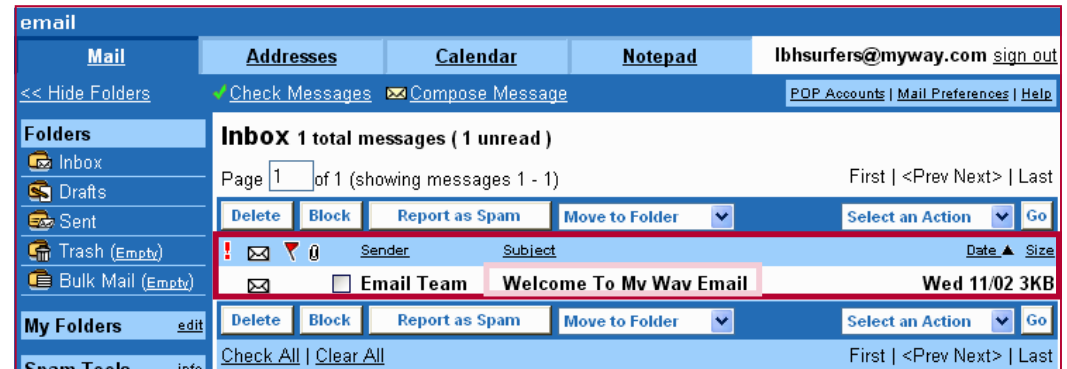 email
Mail Addresses Calendar Notepad lbhsurfers@myway.com sign out
<< Hide Folders Check Messages Compose Message POP Accounts | Mail Preferences | Help
Folders
Inbox
Drafts
Sent
Trash (Empty)
Bulk Mail (Empty)
My Folders edit
Spam Tools info
Inbox 1 total messages ( 1 unread )
Page 1 of 1 (showing messages 1 - 1) First | <Prev Next> | Last
Delete Block Report as Spam Move to Folder Select an Action Go
! Sender Subject Date ▲ Size
Email Team Welcome To My Way Email Wed 11/02 3KB
Delete Block Report as Spam Move to Folder Select an Action Go
Check All | Clear All First | <Prev Next> | Last